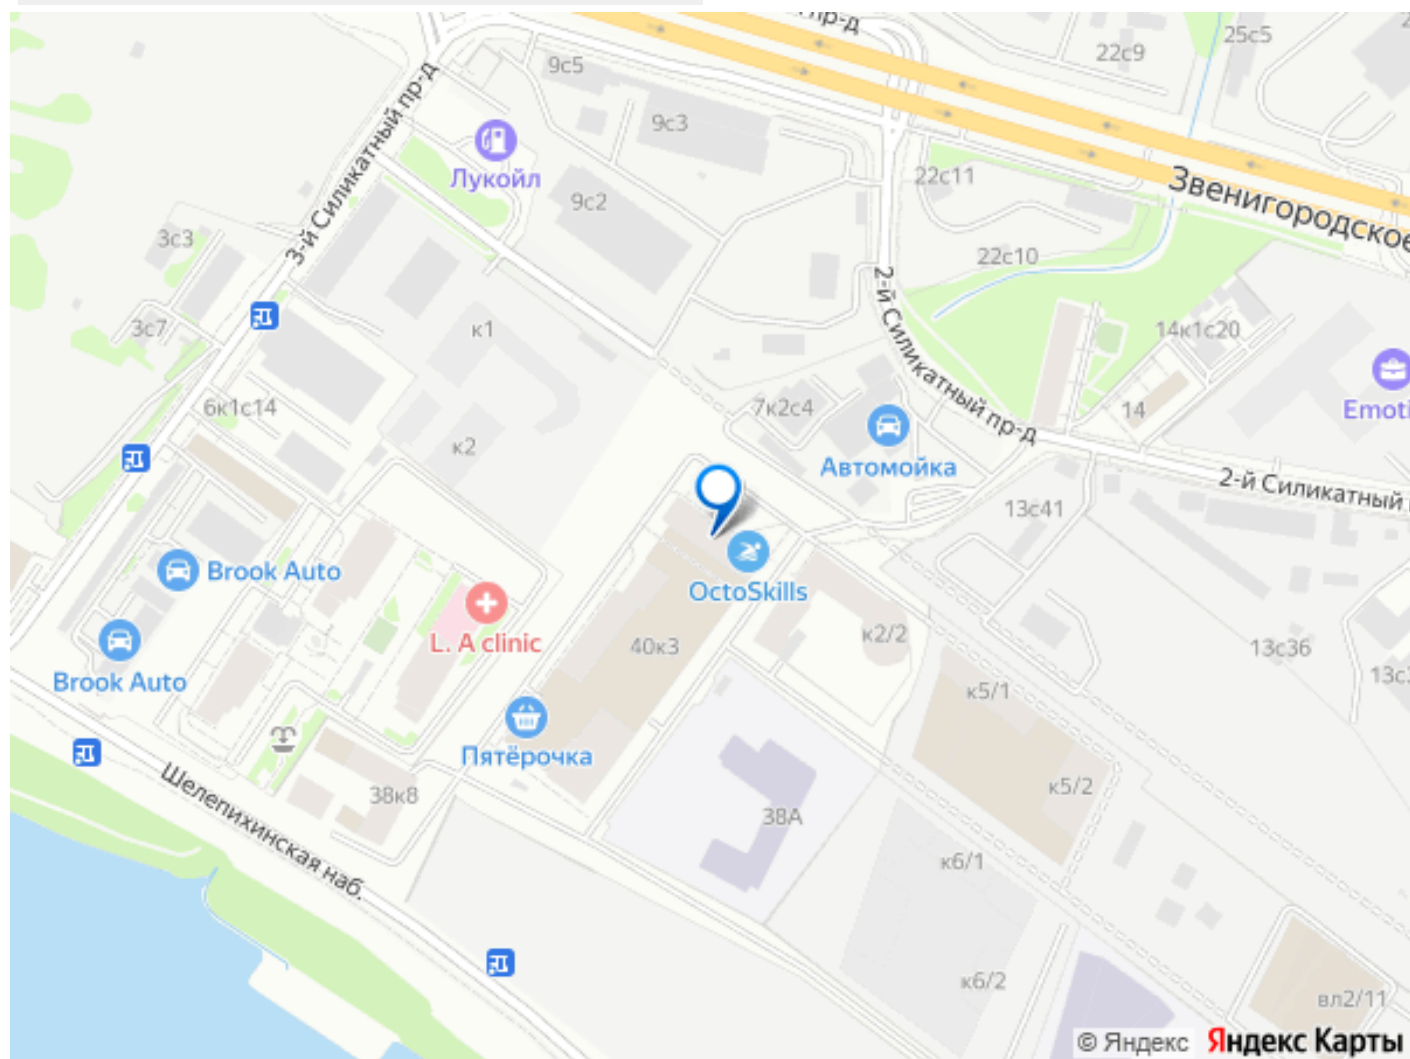 пр-д
25с5
22с9
9с5
3-й Силикатный пр-д
9с3
Лукойл
22с11
Звенигородское
9с2
3с3
22с10
2-й Силикатный пр-д
3с7
к1
14к1с20
6к1с14
7к2с4
14
Emoti
к2
Автомойка
2-й Силикатный
13с41
Brook Auto
OctoSkills
L. A clinic
40к3
к2/2
13с36
Brook Auto
13с
к5/1
Пятёрочка
к5/2
38к8
38А
Шелепихинская наб.
к6/1
к6/2
вл2/11
© Яндекс Яндекс Карты